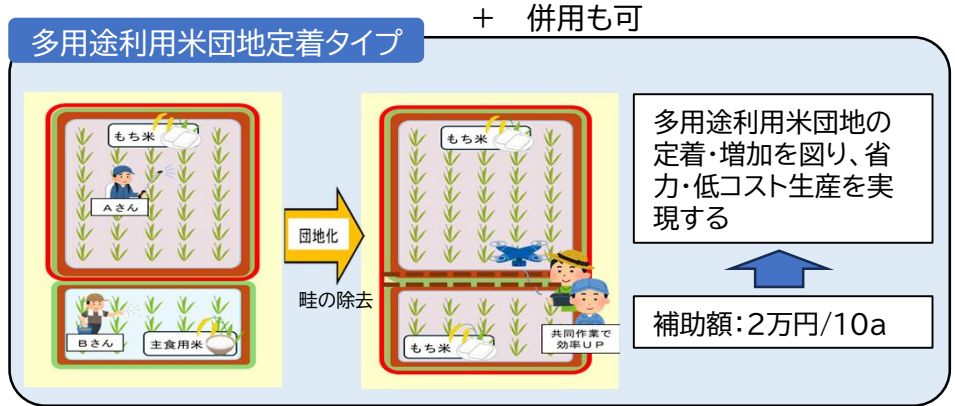 + 併用も可
多用途利用米団地定着タイプ
もち米
Aさん
Bさん
主食用米
団地化
畦の除去
もち米
もち米
共同作業で
効率UP
多用途利用米団地の
定着・増加を図り、省
力・低コスト生産を実
現する
補助額:2万円/10a